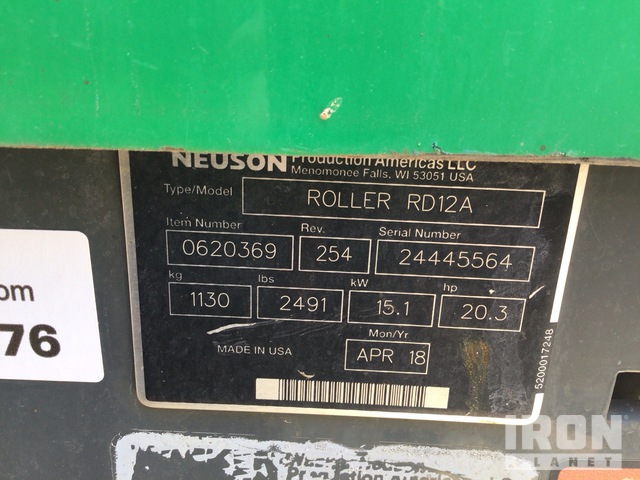 NEUSON Production Americas LLC
Menomonee Falls, WI 53051 USA
Type/Model ROLLER RD12A
Item Number Rev. Serial Number
0620369 254 24445564
kg lbs kW hp
1130 2491 15.1 20.3
Mon/Yr
MADE IN USA APR 18
5200017248
om
76
IRON
PLANET